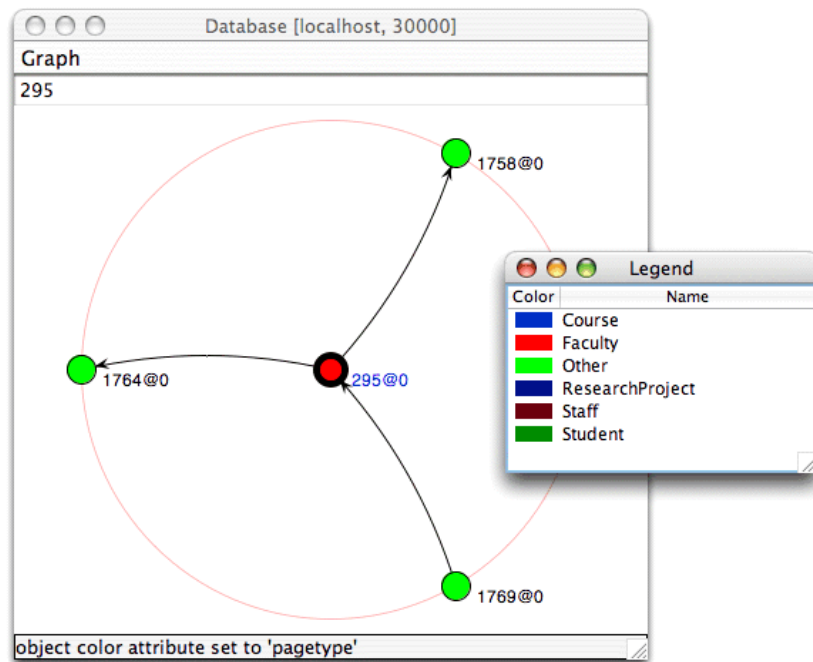 Database [localhost, 30000]
Graph
295
1758@0
1764@0
295@0
1769@0
object color attribute set to 'pagetype'
Legend
Color Name
Course
Faculty
Other
ResearchProject
Staff
Student